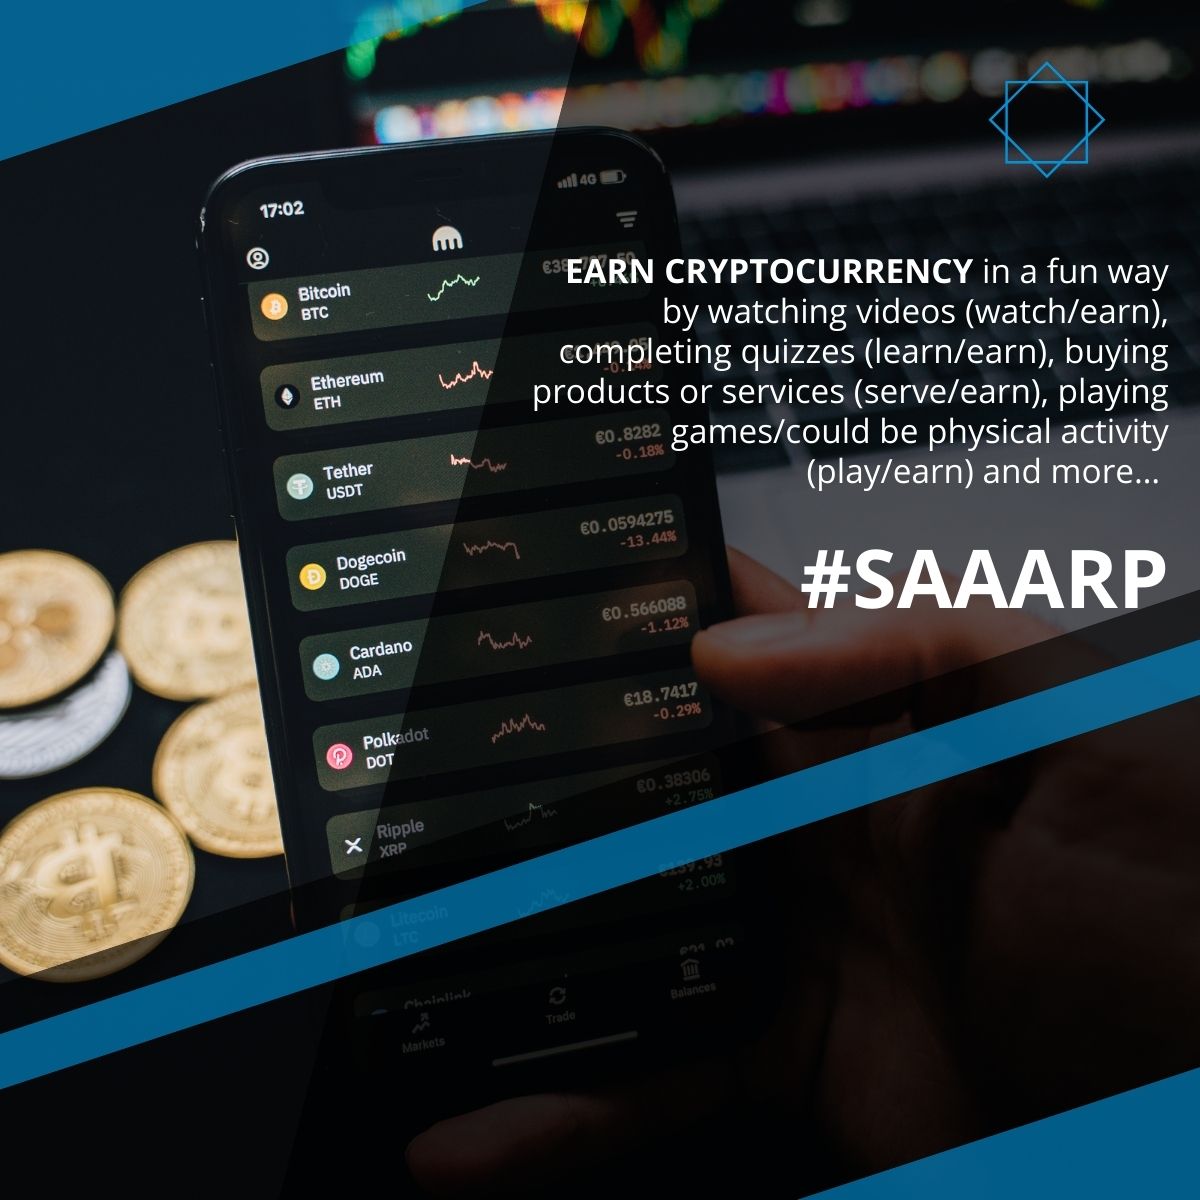 17:02
4G
Bitcoin
BTC
EARN CRYPTOCURRENCY in a fun way
by watching videos (watch/earn),
completing quizzes (learn/earn), buying
products or services (serve/earn), playing
games/could be physical activity
(play/earn) and more...
#SAAARP
Ethereum
ETH
Tether
USDT
€0.8282
-0.18%
Dogecoin
DOGE
€0.0594275
-13.44%
Cardano
ADA
€0.566088
-1.12%
Polkadot
DOT
€18.7417
-0.29%
Ripple
XRP
€0.38306
+2.75%
Litecoin
LTC
€139.93
+2.00%
Chainlink
Markets
Trade
Balances